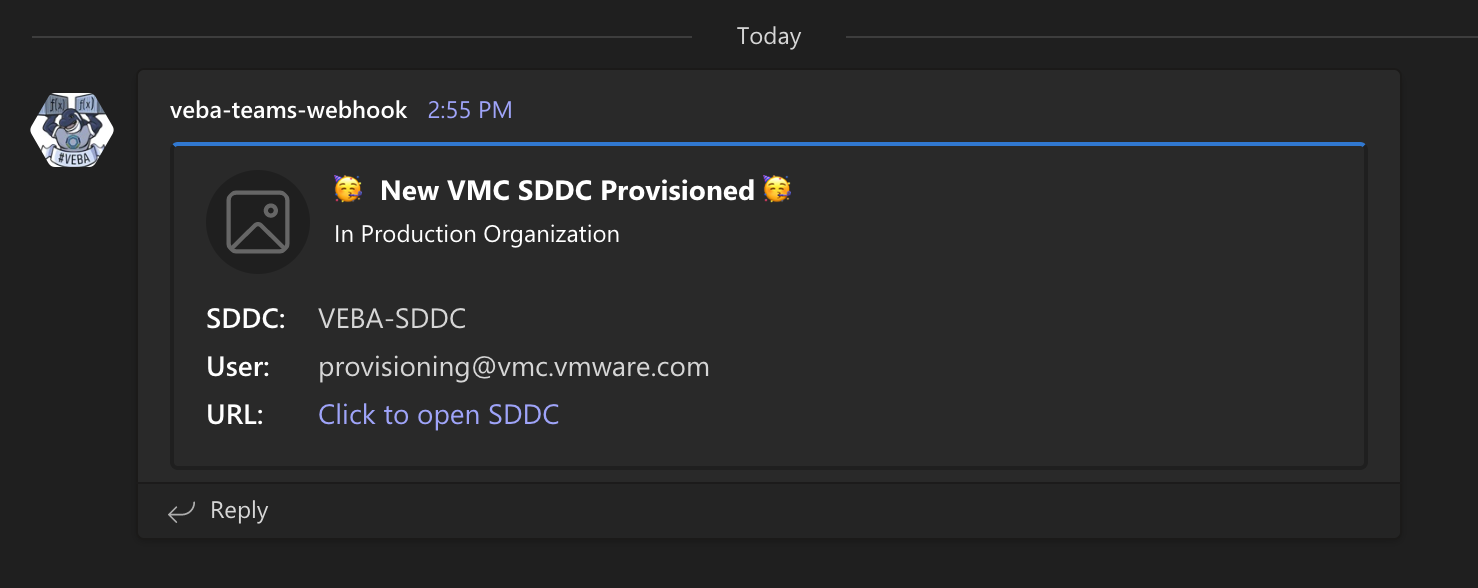 Today
veba-teams-webhook 2:55 PM
f(x) f(x)
#VEBA
🥳 New VMC SDDC Provisioned 🥳
In Production Organization
SDDC: VEBA-SDDC
User: provisioning@vmc.vmware.com
URL: Click to open SDDC
Reply